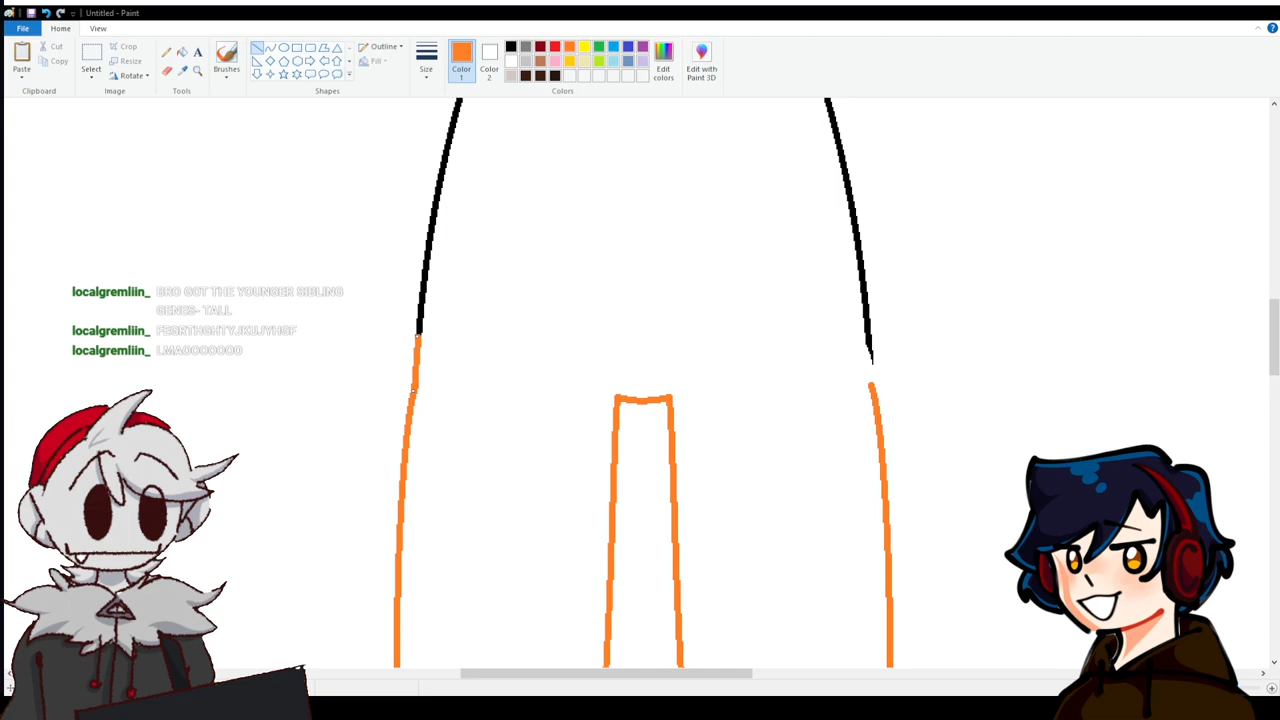 Untitled - Paint
File Home View
Paste
Cut
Copy
Clipboard
Select
Crop
Resize
Rotate
Image
Tools
Brushes
Outline
Fill
Shapes
Size
Color 1
Color 2
Edit colors
Edit with Paint 3D
Colors
localgremliin_ BRO GOT THE YOUNGER SIBLING
GENES- TALL
localgremliin_
localgremliin_ LMAOOOOOOO